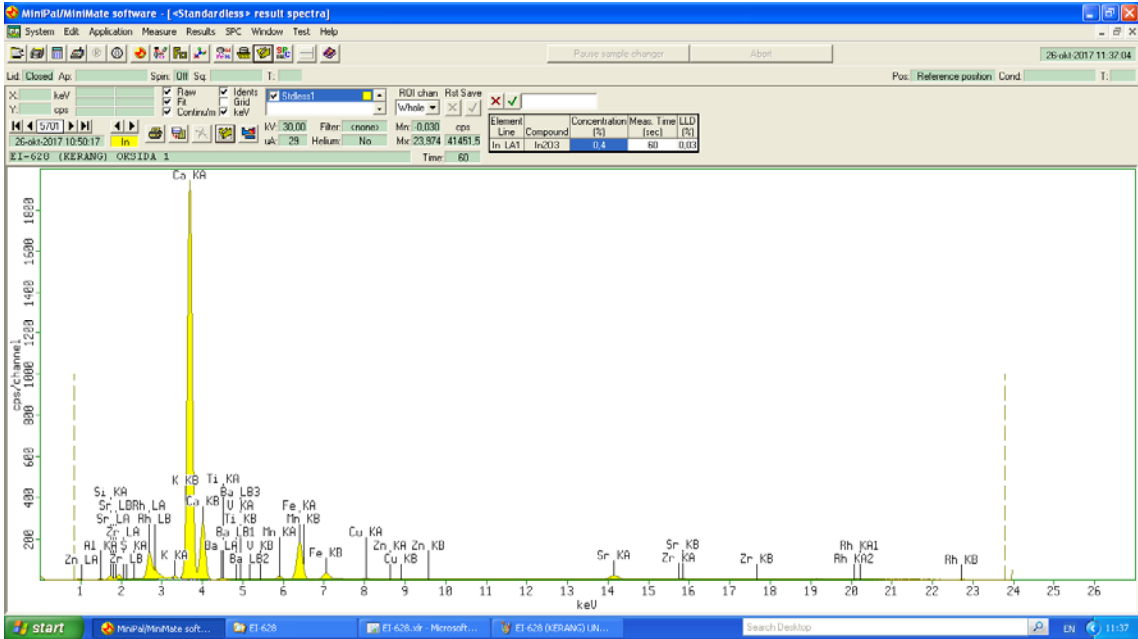 MiniPal/MiniMate software - [<Standardless> result spectra]
System Edit Application Measure Results SPC Window Test Help
Pause sample changer Abort 26-okt-2017 11:37:04
Lid: Closed Ap: Spin: Off Sq: T: Pos: Reference position Cond: T:
X: keV Raw Idents Stdless1 ROI chan Rst Save
Y: cps Fit Grid Whole
Continu/m keV
5701 kV: 30,00 Filter: <none> Mn: -0,030 cps
26-okt-2017 10:50:17 In uA: 29 Helium: No Mx: 23,974 41451,5
EI-628 (KERANG) OKSIDA 1 Time: 60
Element Line Compound Concentration (%) Meas. Time (sec) LLD (%)
In LA1 In2O3 0,4 60 0,03
Ca KA
1800
1600
1400
1200
1000
800
600
400
200
cps/channel
K KB Ti KA
Si KA Ba LB3
Sr LB Rh LA Ca KB V KA Fe KA
Sr LA Rh LB Ti KB Mn KB
Zr LA Ba LB1 Mn KA Cu KA
Al KA S KA Ba LA V KB Zn KA Zn KB Sr KB Rh KA1
Zn LA Zr LB K KA Ba LB2 Fe KB Cu KB Sr KA Zr KA Zr KB Rh KA2 Rh KB
1 2 3 4 5 6 7 8 9 10 11 12 13 14 15 16 17 18 19 20 21 22 23 24 25 26
keV
start MiniPal/MiniMate soft... EI-628 EI-628.xlr - Microsoft... EI-628 (KERANG) UN... Search Desktop EN 11:37